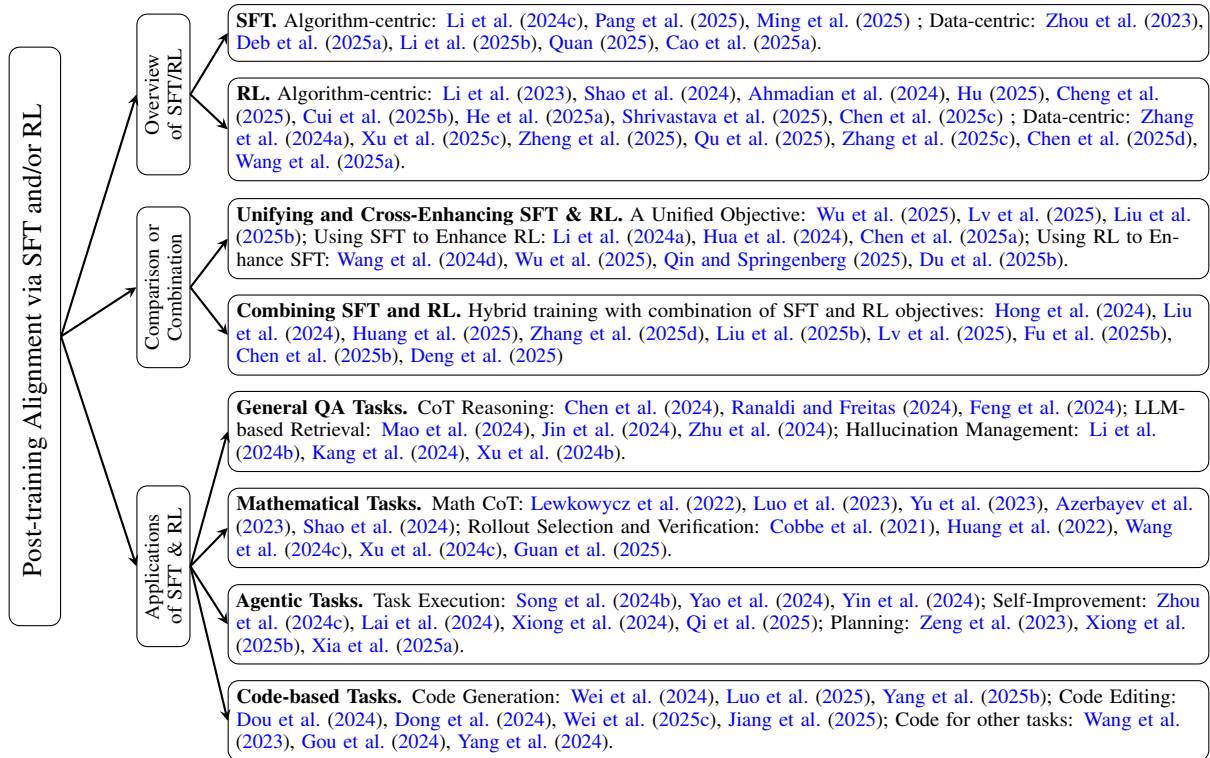 Post-training Alignment via SFT and/or RL
Overview
of SFT/RL
SFT. Algorithm-centric: Li et al. (2024c), Pang et al. (2025), Ming et al. (2025) ; Data-centric: Zhou et al. (2023),
Deb et al. (2025a), Li et al. (2025b), Quan (2025), Cao et al. (2025a).
RL. Algorithm-centric: Li et al. (2023), Shao et al. (2024), Ahmadian et al. (2024), Hu (2025), Cheng et al.
(2025), Cui et al. (2025b), He et al. (2025a), Shrivastava et al. (2025), Chen et al. (2025c) ; Data-centric: Zhang
et al. (2024a), Xu et al. (2025c), Zheng et al. (2025), Qu et al. (2025), Zhang et al. (2025c), Chen et al. (2025d),
Wang et al. (2025a).
Comparison or
Combination
Unifying and Cross-Enhancing SFT & RL. A Unified Objective: Wu et al. (2025), Lv et al. (2025), Liu et al.
(2025b); Using SFT to Enhance RL: Li et al. (2024a), Hua et al. (2024), Chen et al. (2025a); Using RL to En-
hance SFT: Wang et al. (2024d), Wu et al. (2025), Qin and Springenberg (2025), Du et al. (2025b).
Combining SFT and RL. Hybrid training with combination of SFT and RL objectives: Hong et al. (2024), Liu
et al. (2024), Huang et al. (2025), Zhang et al. (2025d), Liu et al. (2025b), Lv et al. (2025), Fu et al. (2025b),
Chen et al. (2025b), Deng et al. (2025)
Applications
of SFT & RL
General QA Tasks. CoT Reasoning: Chen et al. (2024), Ranaldi and Freitas (2024), Feng et al. (2024); LLM-
based Retrieval: Mao et al. (2024), Jin et al. (2024), Zhu et al. (2024); Hallucination Management: Li et al.
(2024b), Kang et al. (2024), Xu et al. (2024b).
Mathematical Tasks. Math CoT: Lewkowycz et al. (2022), Luo et al. (2023), Yu et al. (2023), Azerbayev et al.
(2023), Shao et al. (2024); Rollout Selection and Verification: Cobbe et al. (2021), Huang et al. (2022), Wang
et al. (2024c), Xu et al. (2024c), Guan et al. (2025).
Agentic Tasks. Task Execution: Song et al. (2024b), Yao et al. (2024), Yin et al. (2024); Self-Improvement: Zhou
et al. (2024c), Lai et al. (2024), Xiong et al. (2024), Qi et al. (2025); Planning: Zeng et al. (2023), Xiong et al.
(2025b), Xia et al. (2025a).
Code-based Tasks. Code Generation: Wei et al. (2024), Luo et al. (2025), Yang et al. (2025b); Code Editing:
Dou et al. (2024), Dong et al. (2024), Wei et al. (2025c), Jiang et al. (2025); Code for other tasks: Wang et al.
(2023), Gou et al. (2024), Yang et al. (2024).